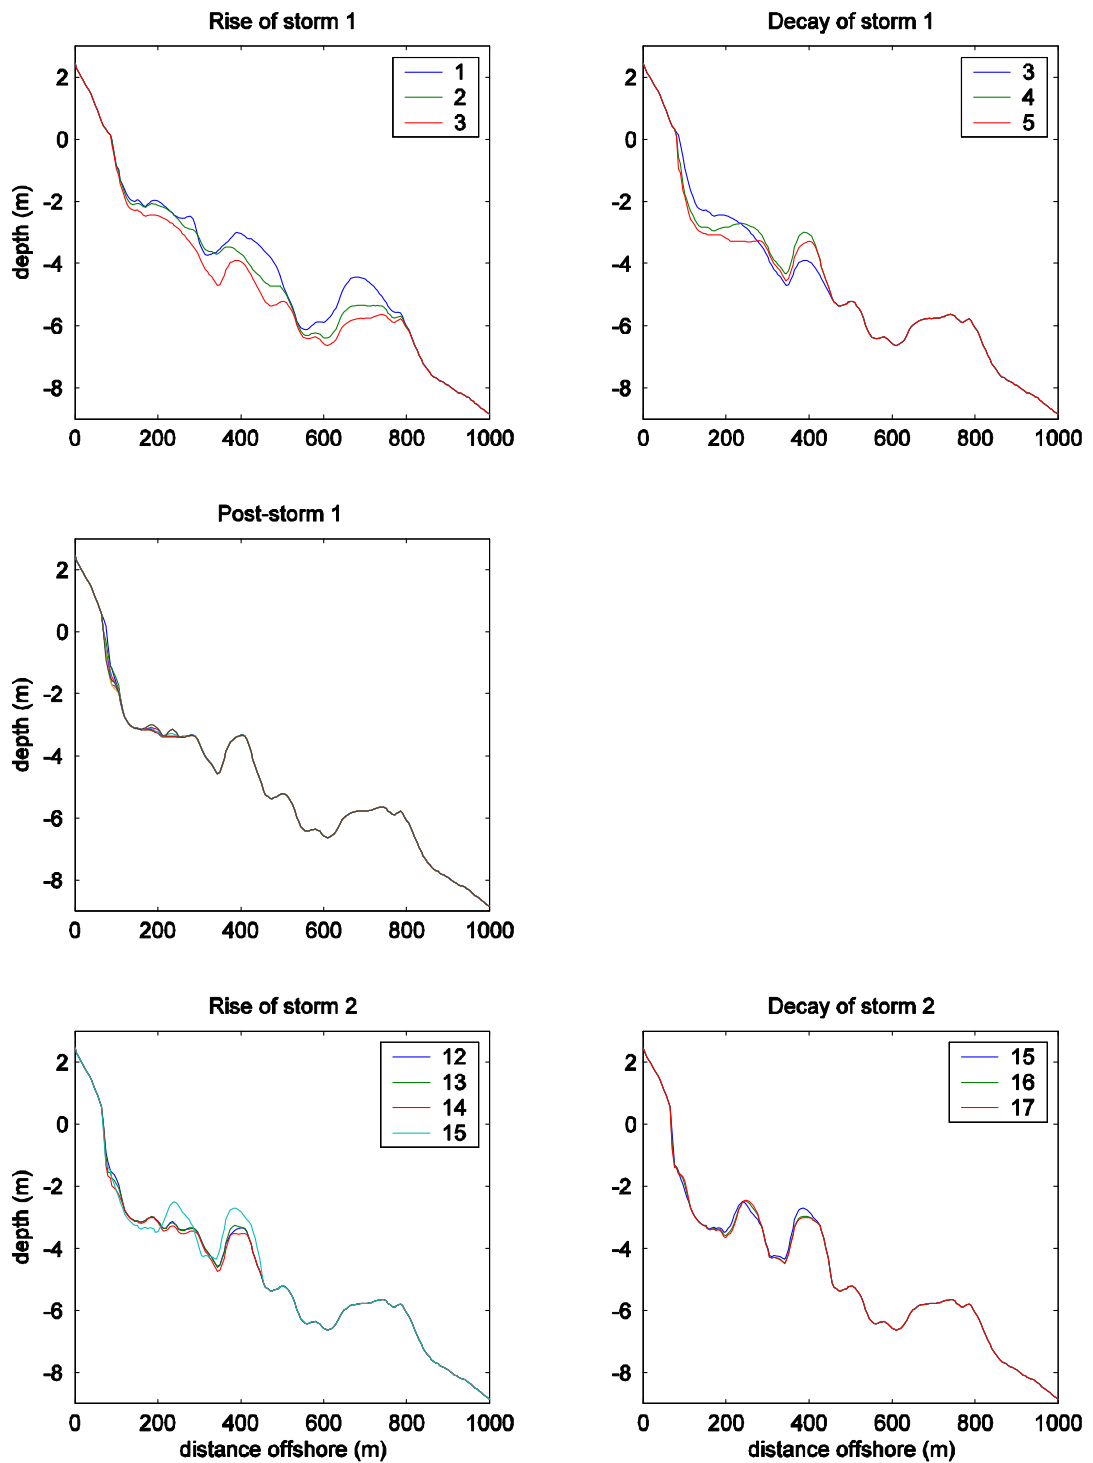 Rise of storm 1
Decay of storm 1
1
2
3
3
4
5
2
0
-2
-4
-6
-8
depth (m)
0 200 400 600 800 1000
2
0
-2
-4
-6
-8
0 200 400 600 800 1000
Post-storm 1
2
0
-2
-4
-6
-8
depth (m)
0 200 400 600 800 1000
Rise of storm 2
Decay of storm 2
12
13
14
15
15
16
17
2
0
-2
-4
-6
-8
depth (m)
0 200 400 600 800 1000
distance offshore (m)
2
0
-2
-4
-6
-8
0 200 400 600 800 1000
distance offshore (m)